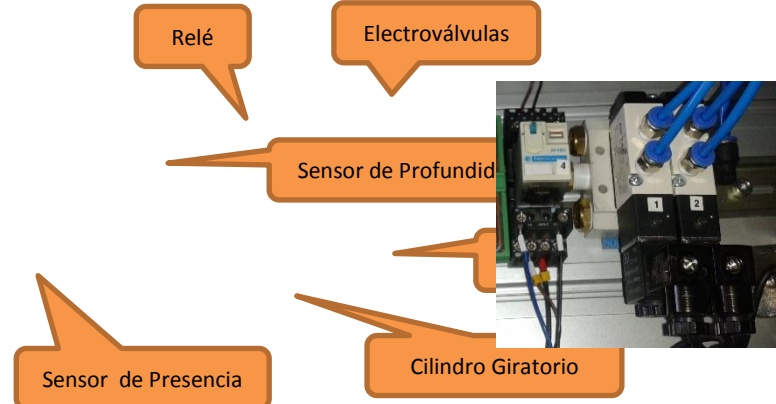 Relé
Electroválvulas
Sensor de Profundid
4
1
2
Cilindro Giratorio
Sensor de Presencia